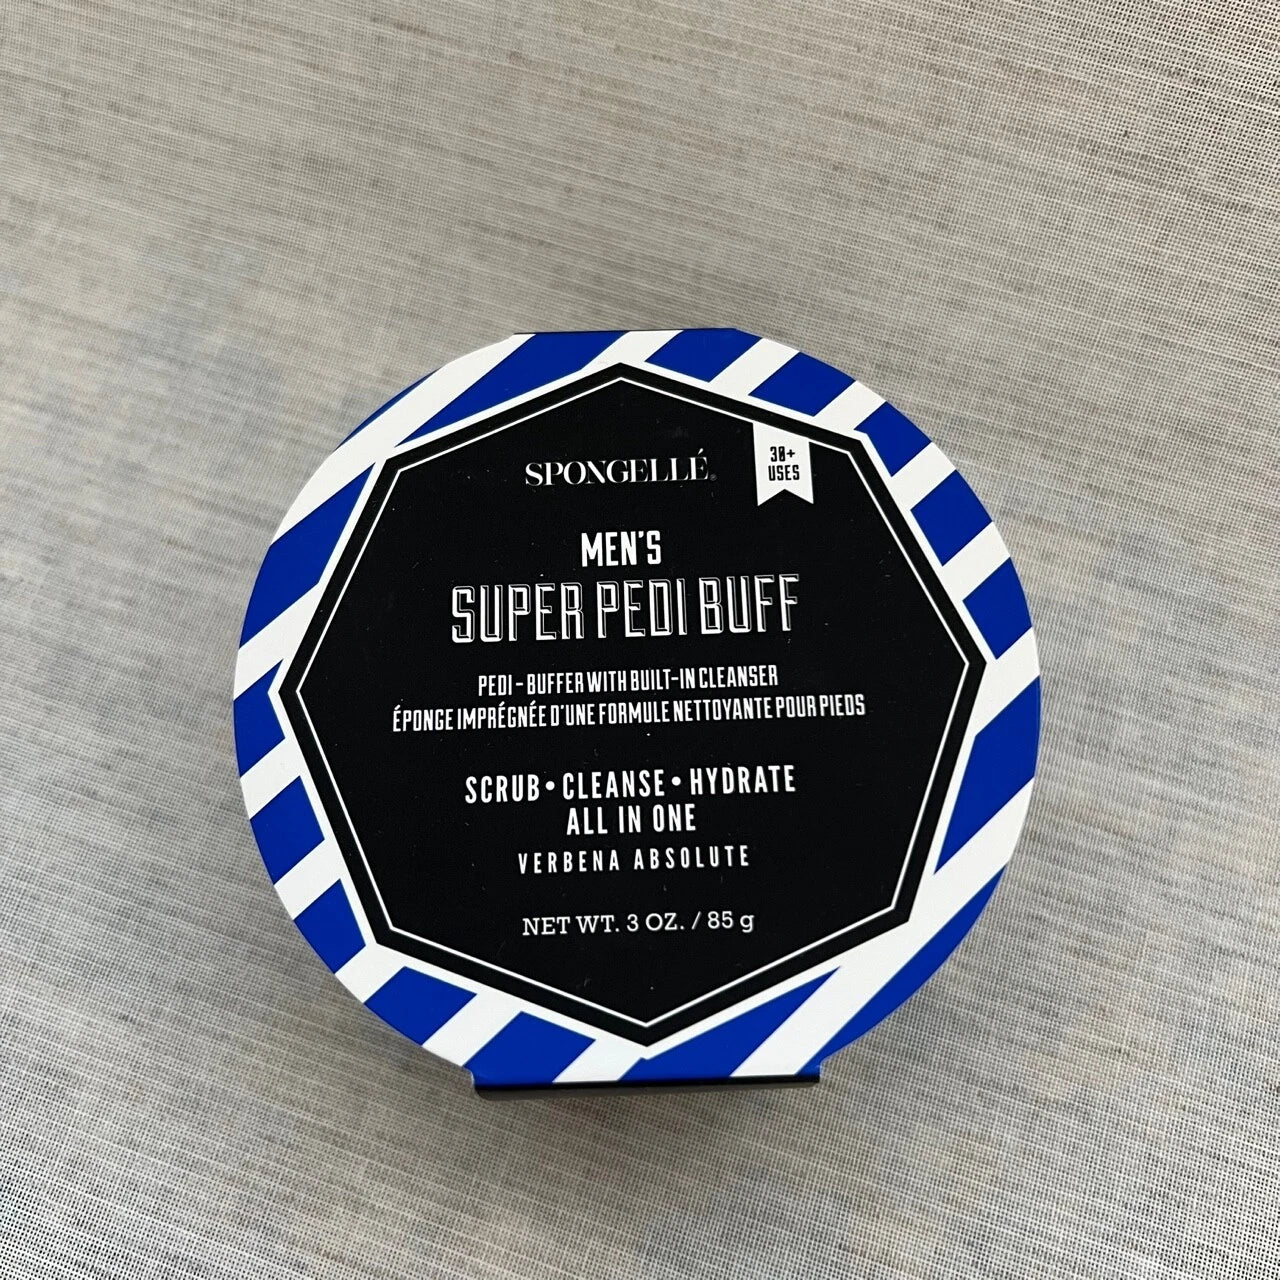 SPONGELLÉ®
30+
USES
MEN'S
SUPER PEDI BUFF
PEDI-BUFFER WITH BUILT-IN CLEANSER
ÉPONGE IMPRÉGNÉE D'UNE FORMULE NETTOYANTE POUR PIEDS
SCRUB • CLEANSE • HYDRATE
ALL IN ONE
VERBENA ABSOLUTE
NET WT. 3 OZ. / 85 g